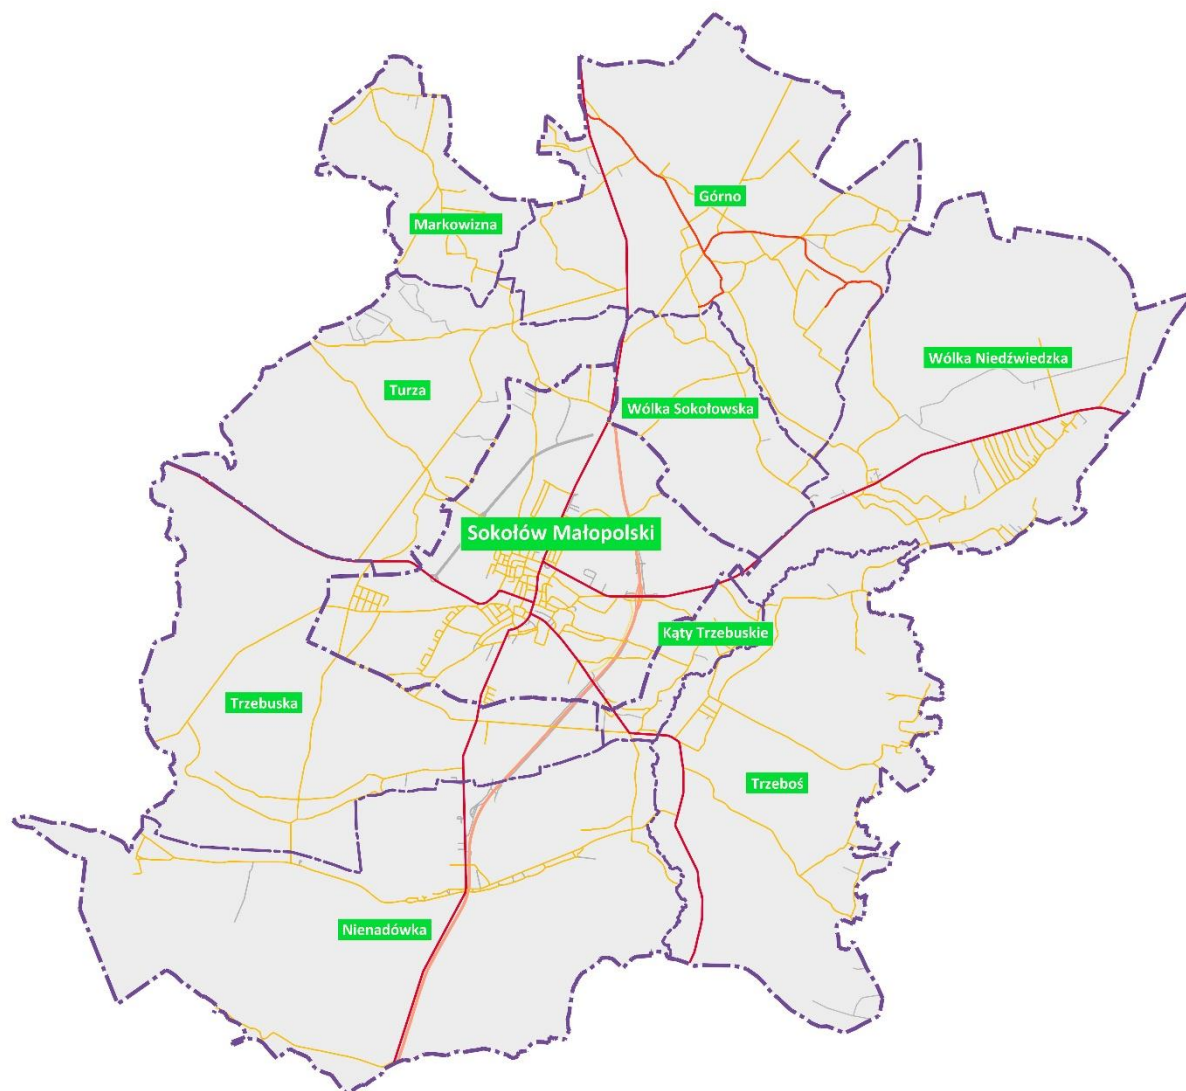 Górno
Markowizna
Wólka Niedźwiedzka
Turza
Wólka Sokołowska
Sokołów Małopolski
Kąty Trzebuskie
Trzebuska
Trzeboś
Nienadówka